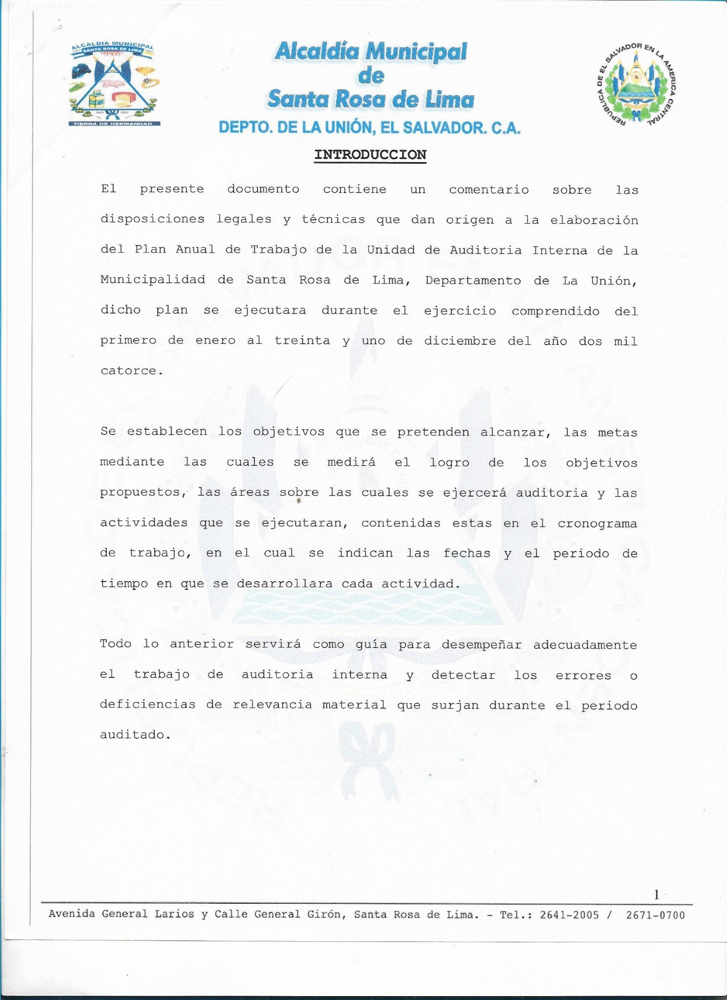 ALCALDIA MUNICIPAL
SANTA ROSA DE LIMA
TIERRA DE HERMANDAD
Alcaldía Municipal
de
Santa Rosa de Lima
DEPTO. DE LA UNIÓN, EL SALVADOR. C.A.
REPUBLICA DE EL SALVADOR EN LA AMERICA CENTRAL
INTRODUCCION
El presente documento contiene un comentario sobre las
disposiciones legales y técnicas que dan origen a la elaboración
del Plan Anual de Trabajo de la Unidad de Auditoria Interna de la
Municipalidad de Santa Rosa de Lima, Departamento de La Unión,
dicho plan se ejecutara durante el ejercicio comprendido del
primero de enero al treinta y uno de diciembre del año dos mil
catorce.
Se establecen los objetivos que se pretenden alcanzar, las metas
mediante las cuales se medirá el logro de los objetivos
propuestos, las áreas sobre las cuales se ejercerá auditoria y las
actividades que se ejecutaran, contenidas estas en el cronograma
de trabajo, en el cual se indican las fechas y el periodo de
tiempo en que se desarrollara cada actividad.
Todo lo anterior servirá como guía para desempeñar adecuadamente
el trabajo de auditoria interna y detectar los errores o
deficiencias de relevancia material que surjan durante el periodo
auditado.
1
Avenida General Larios y Calle General Girón, Santa Rosa de Lima. - Tel.: 2641-2005 / 2671-0700